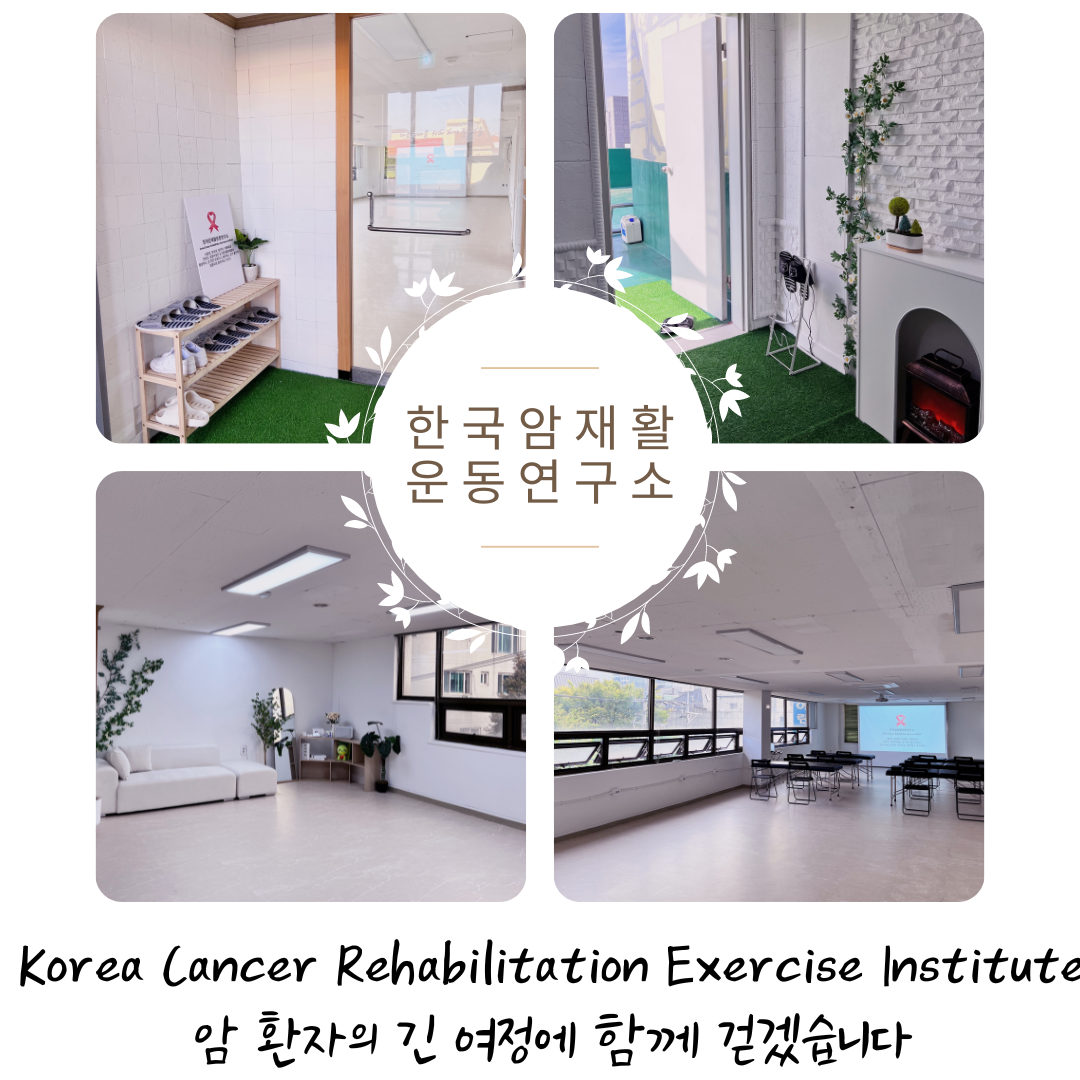 한국암재활
운동연구소
Korea Cancer Rehabilitation Exercise Institute
암 환자의 긴 여정에 함께 걷겠습니다